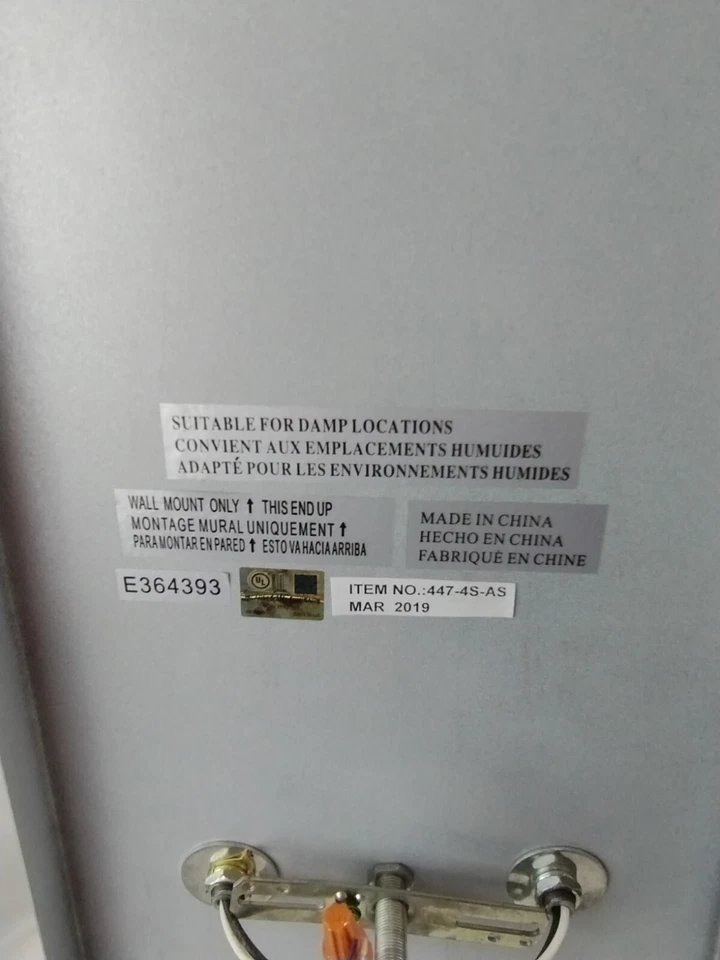 SUITABLE FOR DAMP LOCATIONS
CONVIENT AUX EMPLACEMENTS HUMUIDES
ADAPTÉ POUR LES ENVIRONNEMENTS HUMIDES
WALL MOUNT ONLY ↑ THIS END UP
MONTAGE MURAL UNIQUEMENT ↑
PARA MONTAR EN PARED ↑ ESTO VA HACIA ARRIBA
MADE IN CHINA
HECHO EN CHINA
FABRIQUÉ EN CHINE
E364393
UL
ITEM NO.:447-4S-AS
MAR 2019